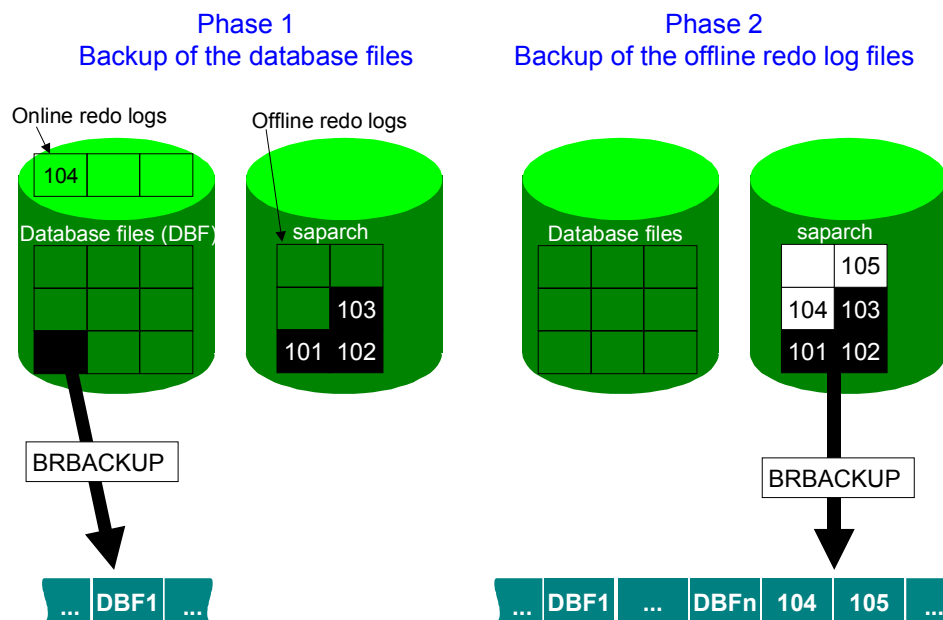 Phase 1
Backup of the database files
Phase 2
Backup of the offline redo log files
Online redo logs
Offline redo logs
104
Database files (DBF)
saparch
103
101 102
BRBACKUP
... DBF1 ...
Database files
saparch
105
104 103
101 102
BRBACKUP
... DBF1 ... DBFn 104 105 ...